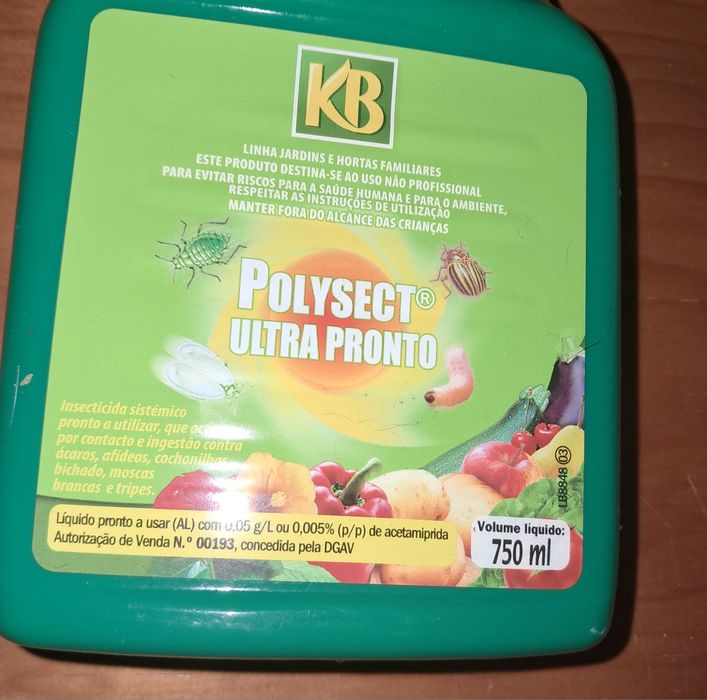 KB
LINHA JARDINS E HORTAS FAMILIARES
ESTE PRODUTO DESTINA-SE AO USO NÃO PROFISSIONAL
PARA EVITAR RISCOS PARA A SAÚDE HUMANA E PARA O AMBIENTE,
RESPEITAR AS INSTRUÇÕES DE UTILIZAÇÃO
MANTER FORA DO ALCANCE DAS CRIANÇAS
POLYSECT®
ULTRA PRONTO
Insecticida sistémico
pronto a utilizar, que
por contacto e ingestão contra
ácaros, afídeos, cochonilhas,
bichado, moscas
brancas e tripes.
LB8848 03
Líquido pronto a usar (AL) com 0,05 g/L ou 0,005% (p/p) de acetamiprida
Autorização de Venda N.º 00193, concedida pela DGAV
Volume líquido:
750 ml